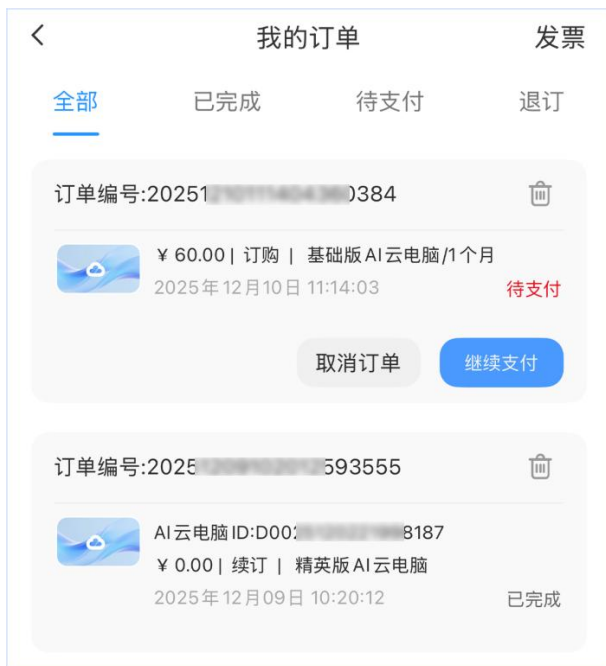 我的订单 发票
全部 已完成 待支付 退订
订单编号:20251 0384
¥ 60.00 | 订购 | 基础版AI云电脑/1个月
2025年12月10日 11:14:03 待支付
取消订单 继续支付
订单编号:2025 593555
AI云电脑ID:D002 8187
¥ 0.00 | 续订 | 精英版AI云电脑
2025年12月09日 10:20:12 已完成